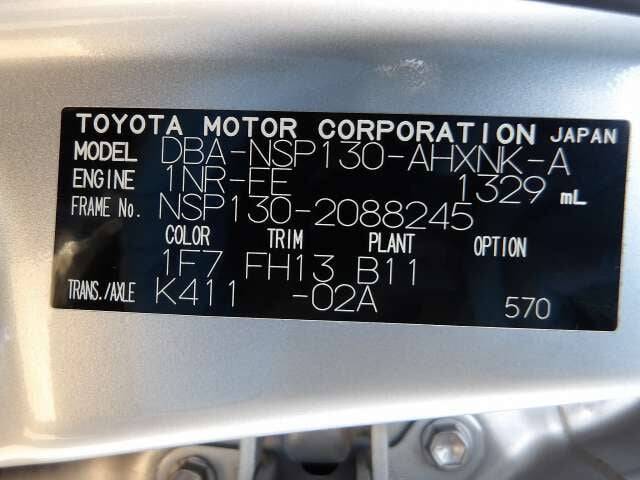 TOYOTA MOTOR CORPORATION JAPAN
MODEL DBA-NSP130-AHXNK-A
ENGINE 1NR-FE 1329 mL
FRAME No. NSP130-2088245
COLOR TRIM PLANT OPTION
1F7 FH13 B11
TRANS./AXLE K411 -02A 570